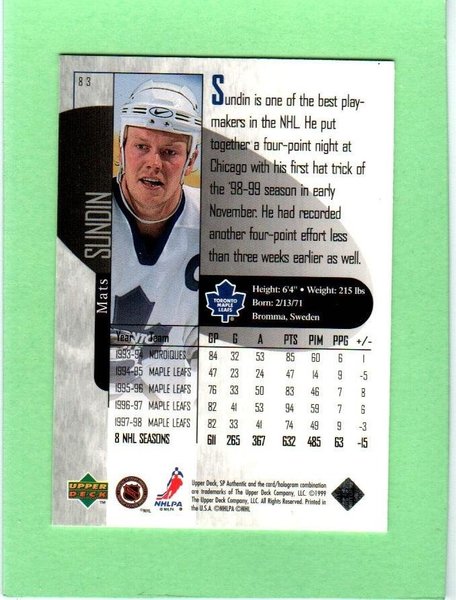 83
Mats
SUNDIN
Sundin is one of the best play-
makers in the NHL. He put
together a four-point night at
Chicago with his first hat trick of
the '98-99 season in early
November. He had recorded
another four-point effort less
than three weeks earlier as well.
TORONTO
MAPLE
LEAFS
Height: 6'4" • Weight: 215 lbs
Born: 2/13/71
Bromma, Sweden
Year Team GP G A PTS PIM PPG +/-
1993-94 NORDIQUES 84 32 53 85 60 6 1
1994-95 MAPLE LEAFS 47 23 24 47 14 9 -5
1995-96 MAPLE LEAFS 76 33 50 83 46 7 8
1996-97 MAPLE LEAFS 82 41 53 94 59 7 6
1997-98 MAPLE LEAFS 82 33 41 74 49 9 -3
8 NHL SEASONS 611 265 367 632 485 63 -15
UPPER
DECK
™
©NHL
NHLPA
© NHLPA
Upper Deck, SP Authentic and the card/hologram combination
are trademarks of The Upper Deck Company, LLC. ©1999
The Upper Deck Company, LLC. All Rights Reserved. Printed in
the U.S.A. ©NHLPA ©NHL